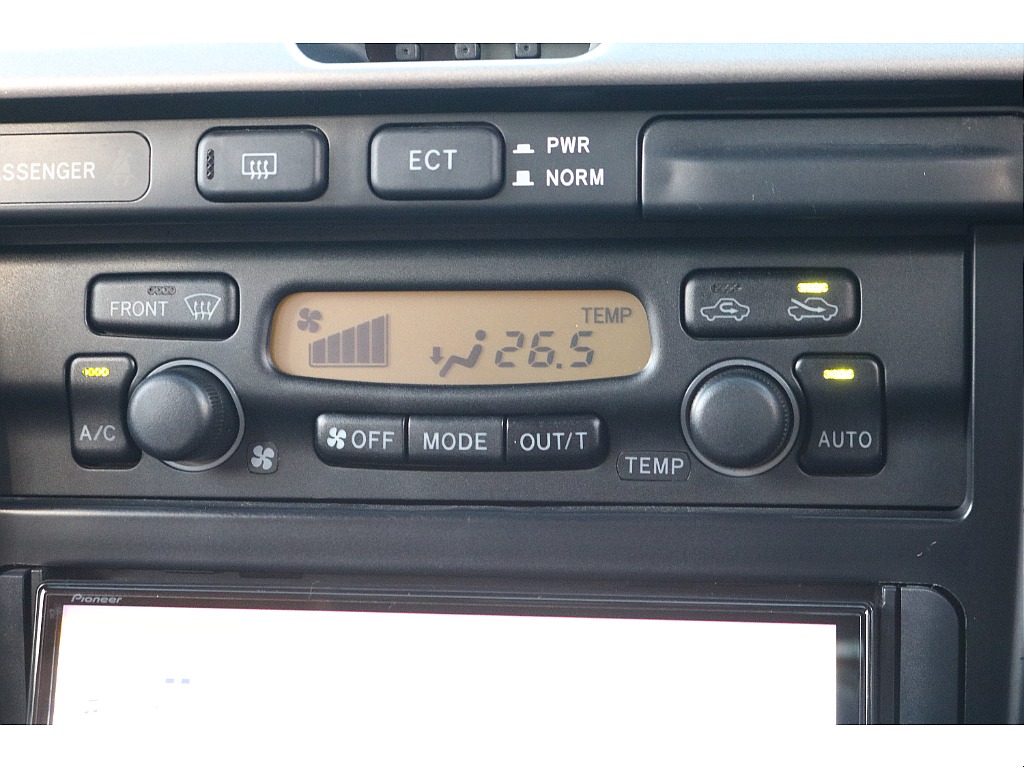 SSENGER
ECT
PWR
NORM
FRONT
TEMP
26.5
A/C
OFF
MODE
OUT/T
TEMP
AUTO
Pioneer